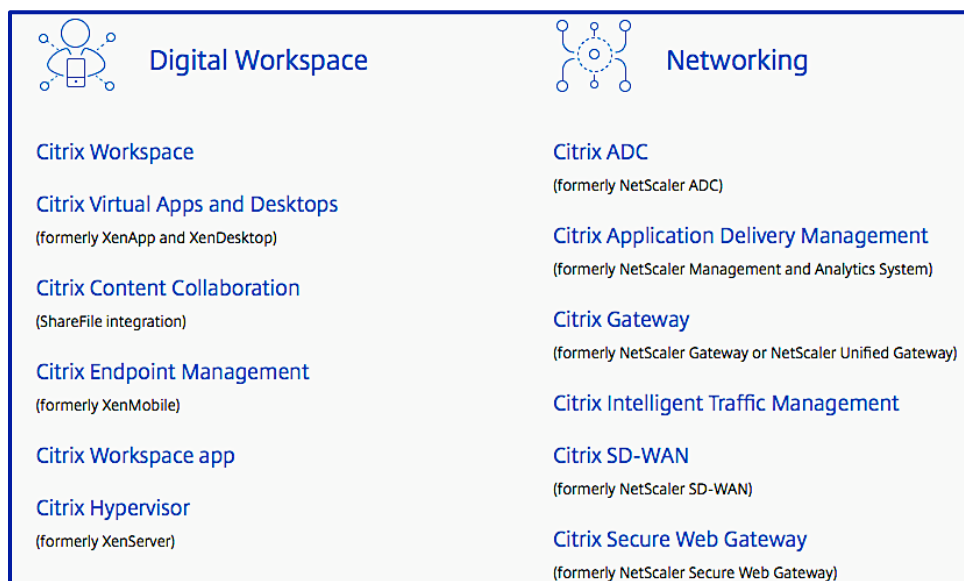 Digital Workspace
Citrix Workspace
Citrix Virtual Apps and Desktops
(formerly XenApp and XenDesktop)
Citrix Content Collaboration
(ShareFile integration)
Citrix Endpoint Management
(formerly XenMobile)
Citrix Workspace app
Citrix Hypervisor
(formerly XenServer)
Networking
Citrix ADC
(formerly NetScaler ADC)
Citrix Application Delivery Management
(formerly NetScaler Management and Analytics System)
Citrix Gateway
(formerly NetScaler Gateway or NetScaler Unified Gateway)
Citrix Intelligent Traffic Management
Citrix SD-WAN
(formerly NetScaler SD-WAN)
Citrix Secure Web Gateway
(formerly NetScaler Secure Web Gateway)